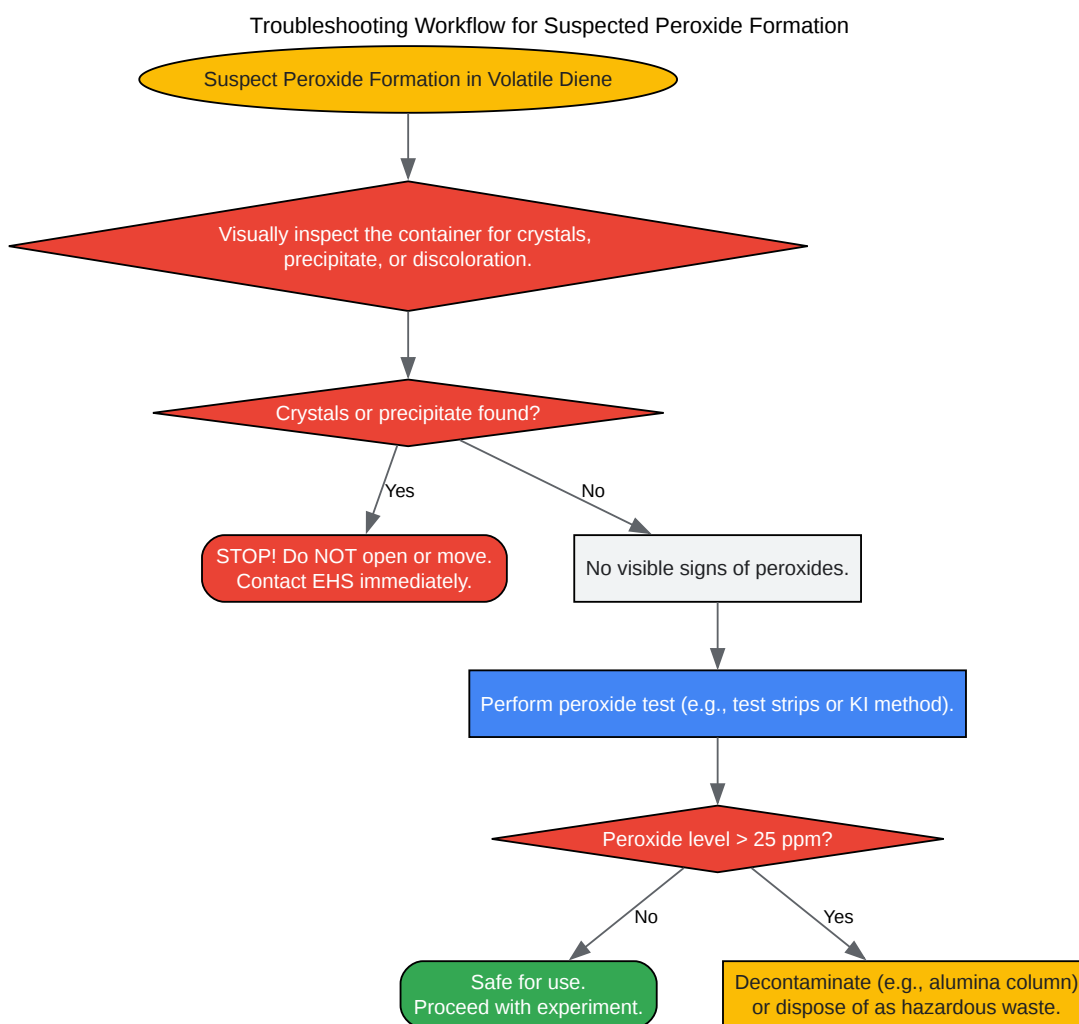 Troubleshooting Workflow for Suspected Peroxide Formation
Suspect Peroxide Formation in Volatile Diene
Visually inspect the container for crystals,
precipitate, or discoloration.
Crystals or precipitate found?
Yes
No
STOP! Do NOT open or move.
Contact EHS immediately.
No visible signs of peroxides.
Perform peroxide test (e.g., test strips or KI method).
Peroxide level > 25 ppm?
No
Yes
Safe for use.
Proceed with experiment.
Decontaminate (e.g., alumina column)
or dispose of as hazardous waste.